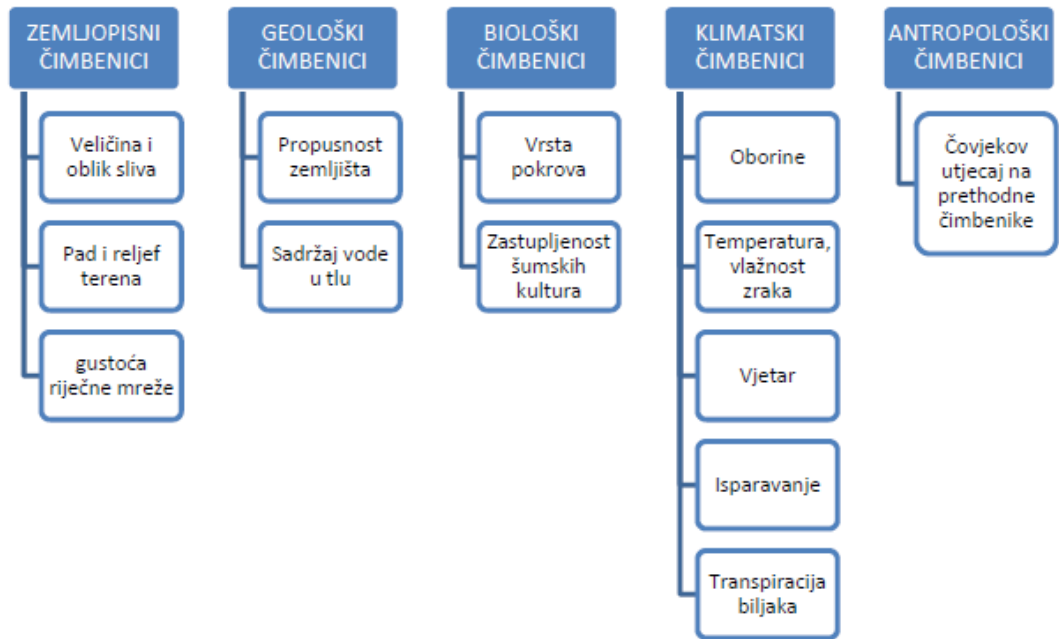 ZEMLJOPISNI
ČIMBENICI
Veličina i
oblik sliva
Pad i reljef
terena
gustoća
riječne mreže
GEOLOŠKI
ČIMBENICI
Propusnost
zemljišta
Sadržaj vode
u tlu
BIOLOŠKI
ČIMBENICI
Vrsta
pokrova
Zastupljenost
šumskih
kultura
KLIMATSKI
ČIMBENICI
Oborine
Temperatura,
vlažnost
zraka
Vjetar
Isparavanje
Transpiracija
biljaka
ANTROPOLOŠKI
ČIMBENICI
Čovjekov
utjecaj na
prethodne
čimbenike